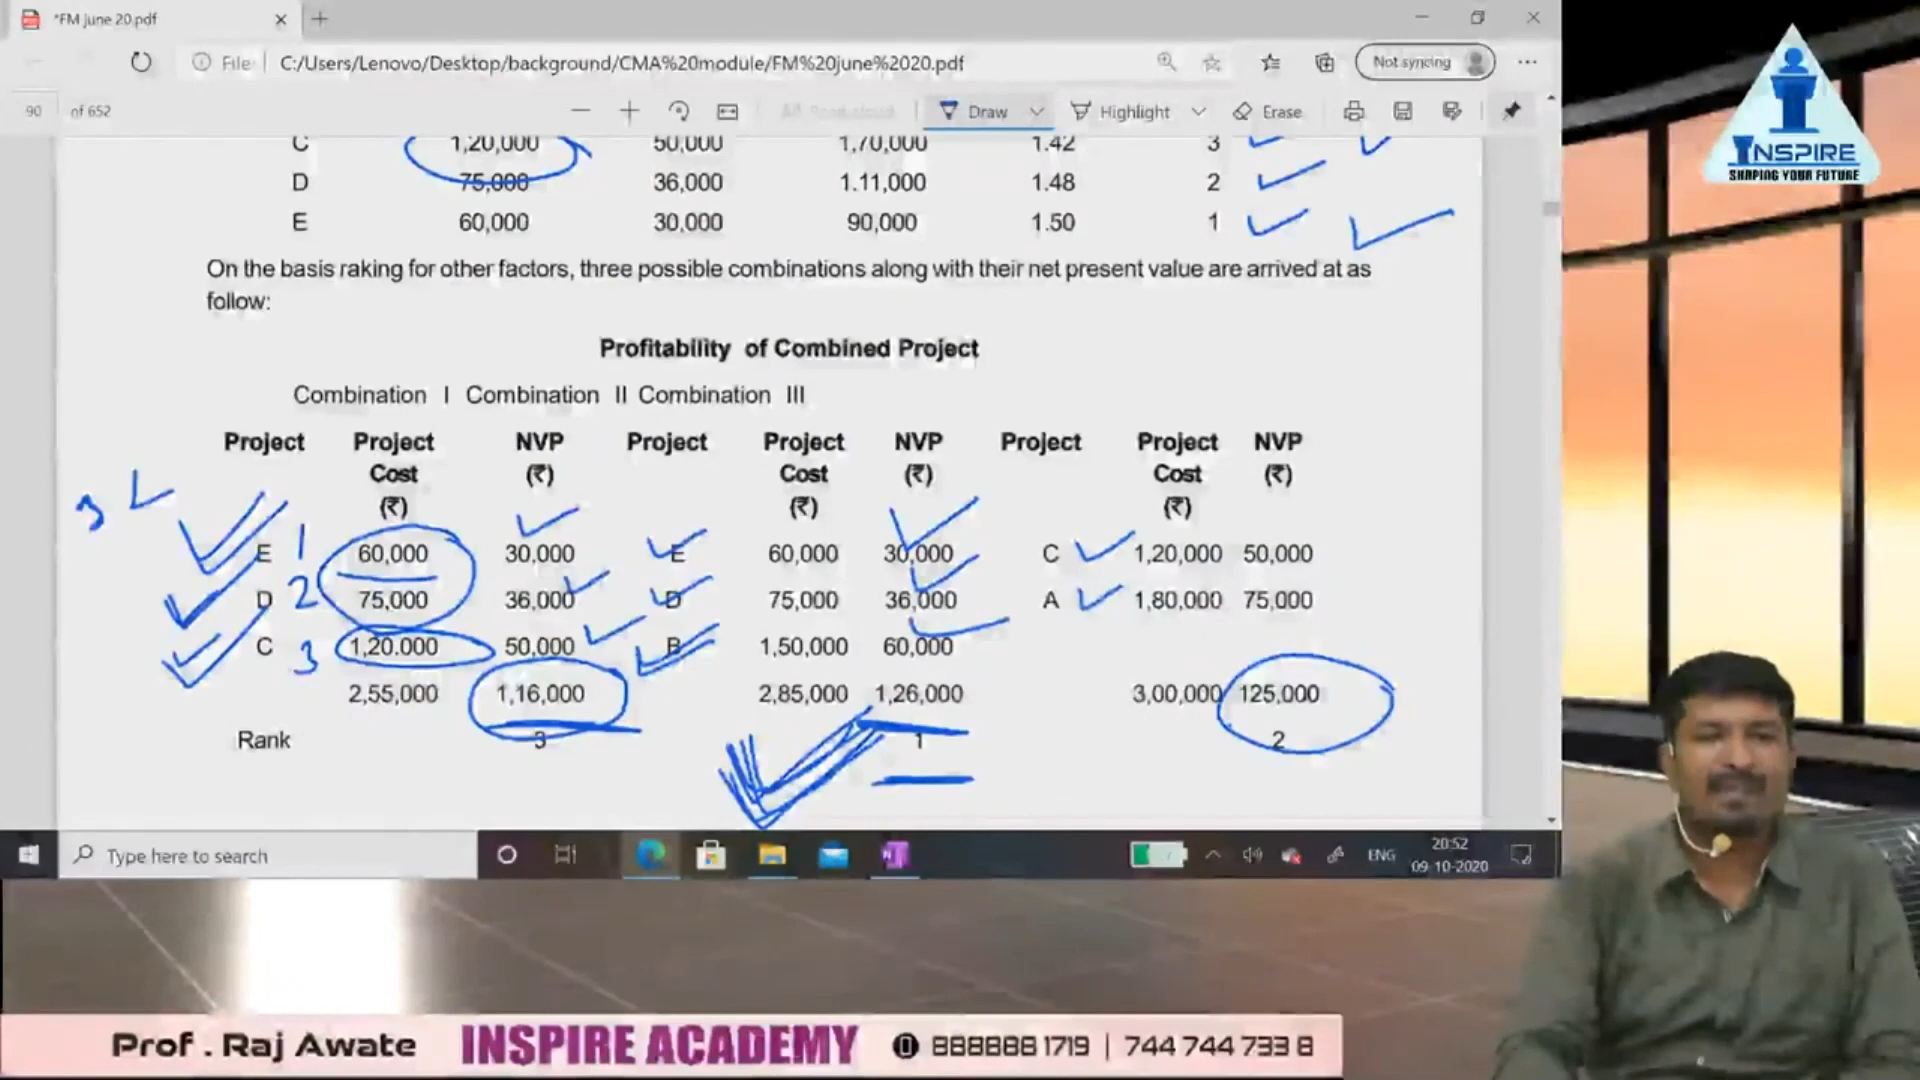 *FM June 20.pdf
File C:/Users/Lenovo/Desktop/background/CMA%20module/FM%20june%2020.pdf Not syncing
90 of 652 Draw Highlight Erase
C 1,20,000 50,000 1,70,000 1.42 3
D 75,000 36,000 1.11,000 1.48 2
E 60,000 30,000 90,000 1.50 1
On the basis raking for other factors, three possible combinations along with their net present value are arrived at as
follow:
Profitability of Combined Project
Combination I Combination II Combination III
Project Project NVP Project Project NVP Project Project NVP
Cost (₹) Cost (₹) Cost (₹)
(₹) (₹) (₹)
E 1 60,000 30,000 E 60,000 30,000 C 1,20,000 50,000
D 2 75,000 36,000 D 75,000 36,000 A 1,80,000 75,000
C 3 1,20.000 50,000 B 1,50,000 60,000
2,55,000 1,16,000 2,85,000 1,26,000 3,00,000 125,000
Rank 3 1 2
Type here to search
ENG
20:52
09-10-2020
INSPIRE
SHAPING YOUR FUTURE
Prof . Raj Awate INSPIRE ACADEMY 888888 1719 | 744 744 733 8